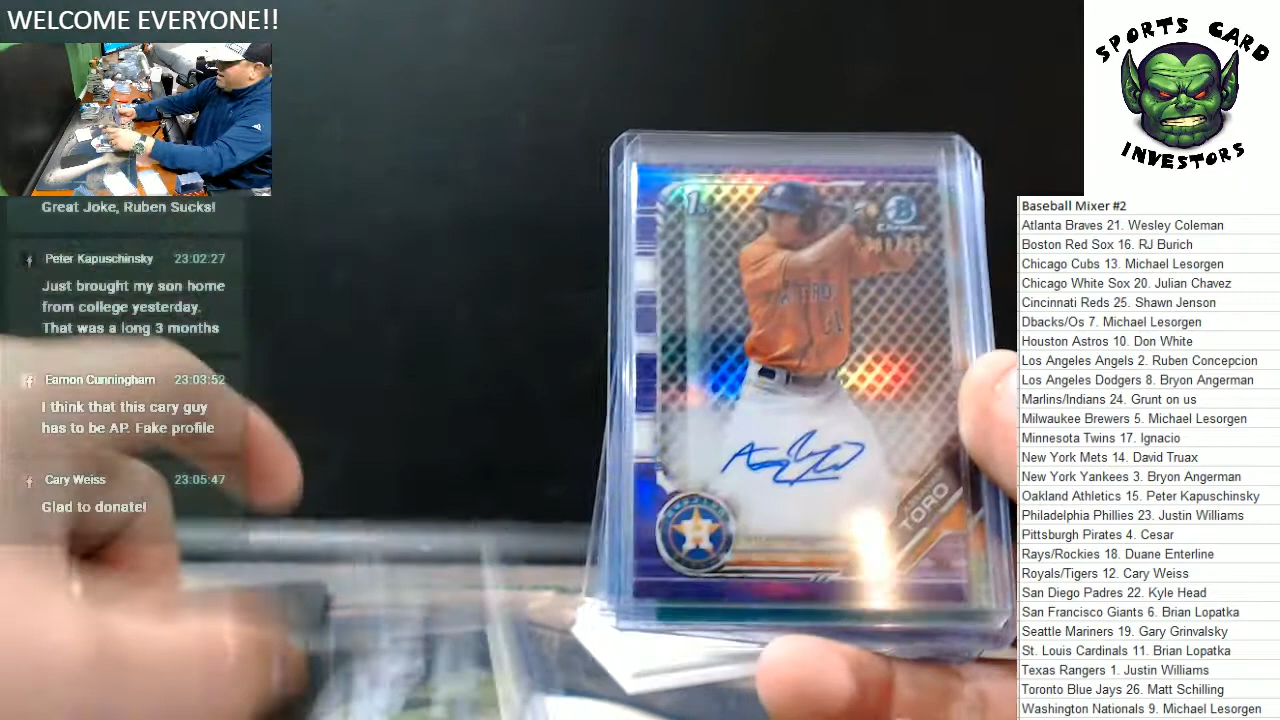 WELCOME EVERYONE!!
SPORTS CARD
INVESTORS
Great Joke, Ruben Sucks!
Peter Kapuschinsky 23:02:27
Just brought my son home
from college yesterday.
That was a long 3 months
Eamon Cunningham 23:03:52
I think that this cary guy
has to be AP. Fake profile
Cary Weiss 23:05:47
Glad to donate!
1st
B
Chrome
TORO
Baseball Mixer #2
Atlanta Braves 21. Wesley Coleman
Boston Red Sox 16. RJ Burich
Chicago Cubs 13. Michael Lesorgen
Chicago White Sox 20. Julian Chavez
Cincinnati Reds 25. Shawn Jenson
Dbacks/Os 7. Michael Lesorgen
Houston Astros 10. Don White
Los Angeles Angels 2. Ruben Concepcion
Los Angeles Dodgers 8. Bryon Angerman
Marlins/Indians 24. Grunt on us
Milwaukee Brewers 5. Michael Lesorgen
Minnesota Twins 17. Ignacio
New York Mets 14. David Truax
New York Yankees 3. Bryon Angerman
Oakland Athletics 15. Peter Kapuschinsky
Philadelphia Phillies 23. Justin Williams
Pittsburgh Pirates 4. Cesar
Rays/Rockies 18. Duane Enterline
Royals/Tigers 12. Cary Weiss
San Diego Padres 22. Kyle Head
San Francisco Giants 6. Brian Lopatka
Seattle Mariners 19. Gary Grinvalsky
St. Louis Cardinals 11. Brian Lopatka
Texas Rangers 1. Justin Williams
Toronto Blue Jays 26. Matt Schilling
Washington Nationals 9. Michael Lesorgen